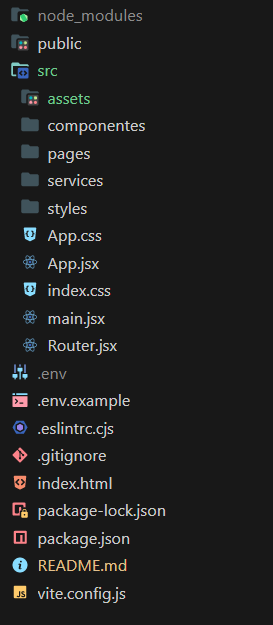 node_modules
public
src
assets
componentes
pages
services
styles
App.css
App.jsx
index.css
main.jsx
Router.jsx
.env
.env.example
.eslintrc.cjs
.gitignore
index.html
package-lock.json
package.json
README.md
vite.config.js